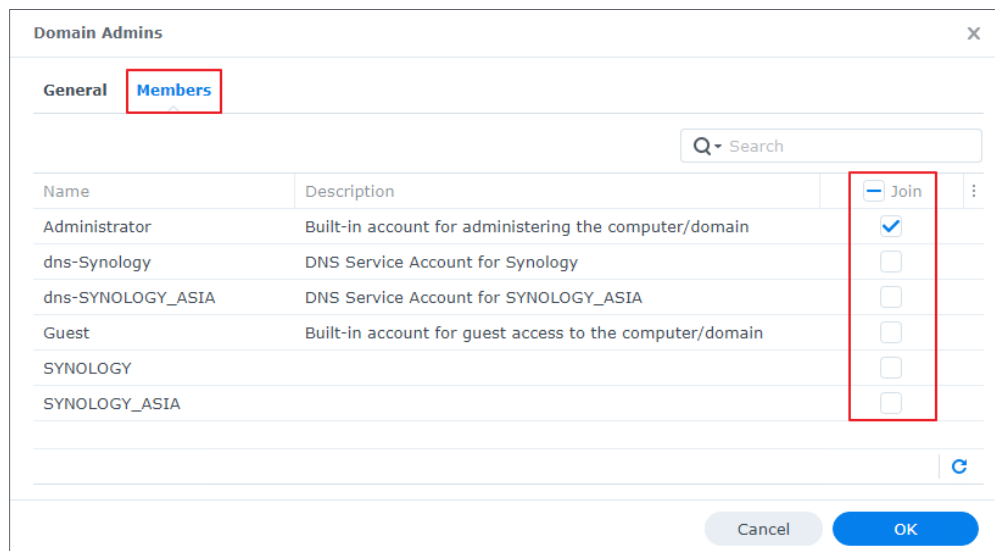 Domain Admins
General Members
Search
Name Description Join
Administrator Built-in account for administering the computer/domain
dns-Synology DNS Service Account for Synology
dns-SYNOLOGY_ASIA DNS Service Account for SYNOLOGY_ASIA
Guest Built-in account for guest access to the computer/domain
SYNOLOGY
SYNOLOGY_ASIA
Cancel OK